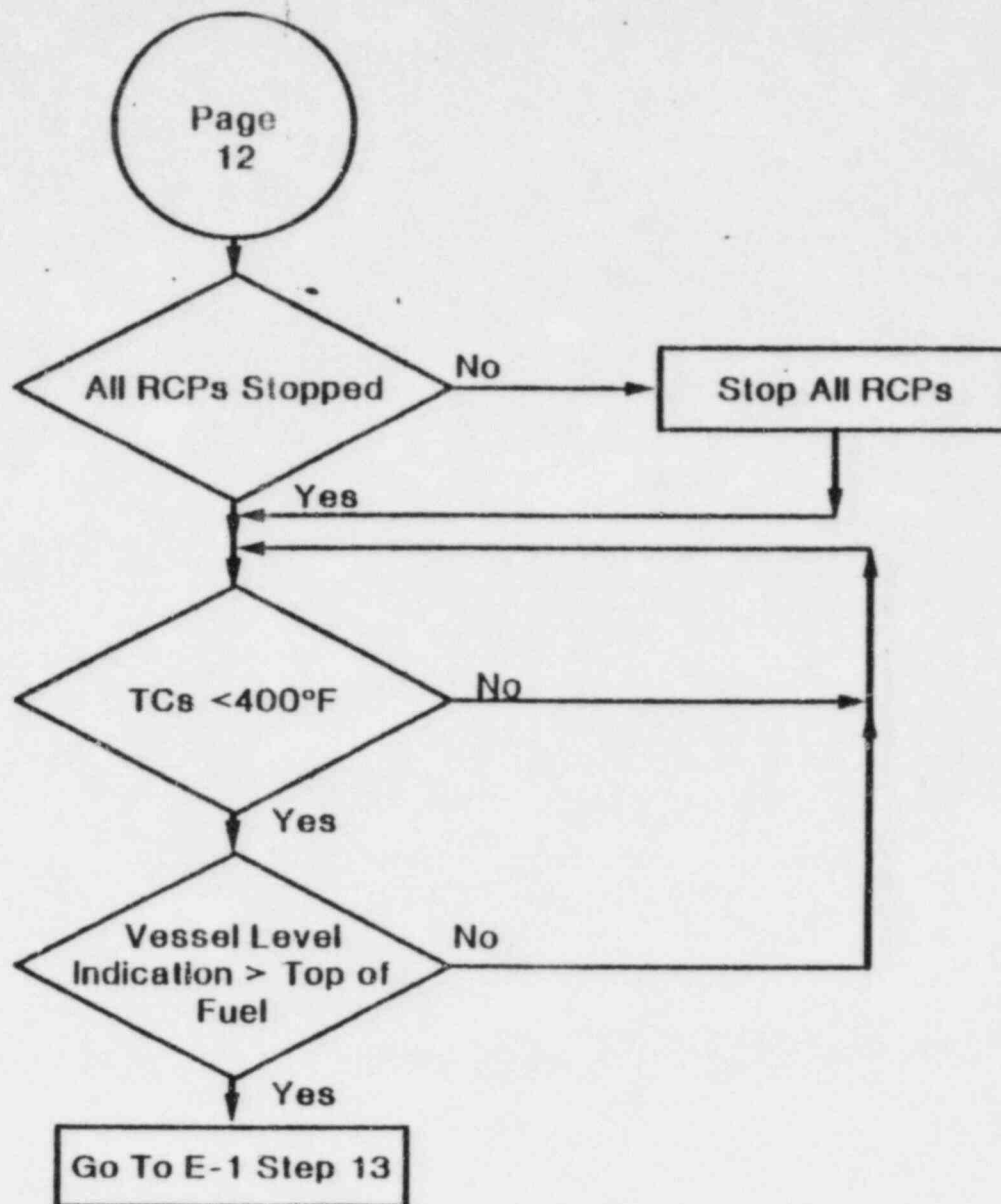 Page
12
All RCPs Stopped
No
Stop All RCPs
Yes
TCs <400ºF
No
Yes
Vessel Level
Indication > Top of
Fuel
No
Yes
Go To E-1 Step 13